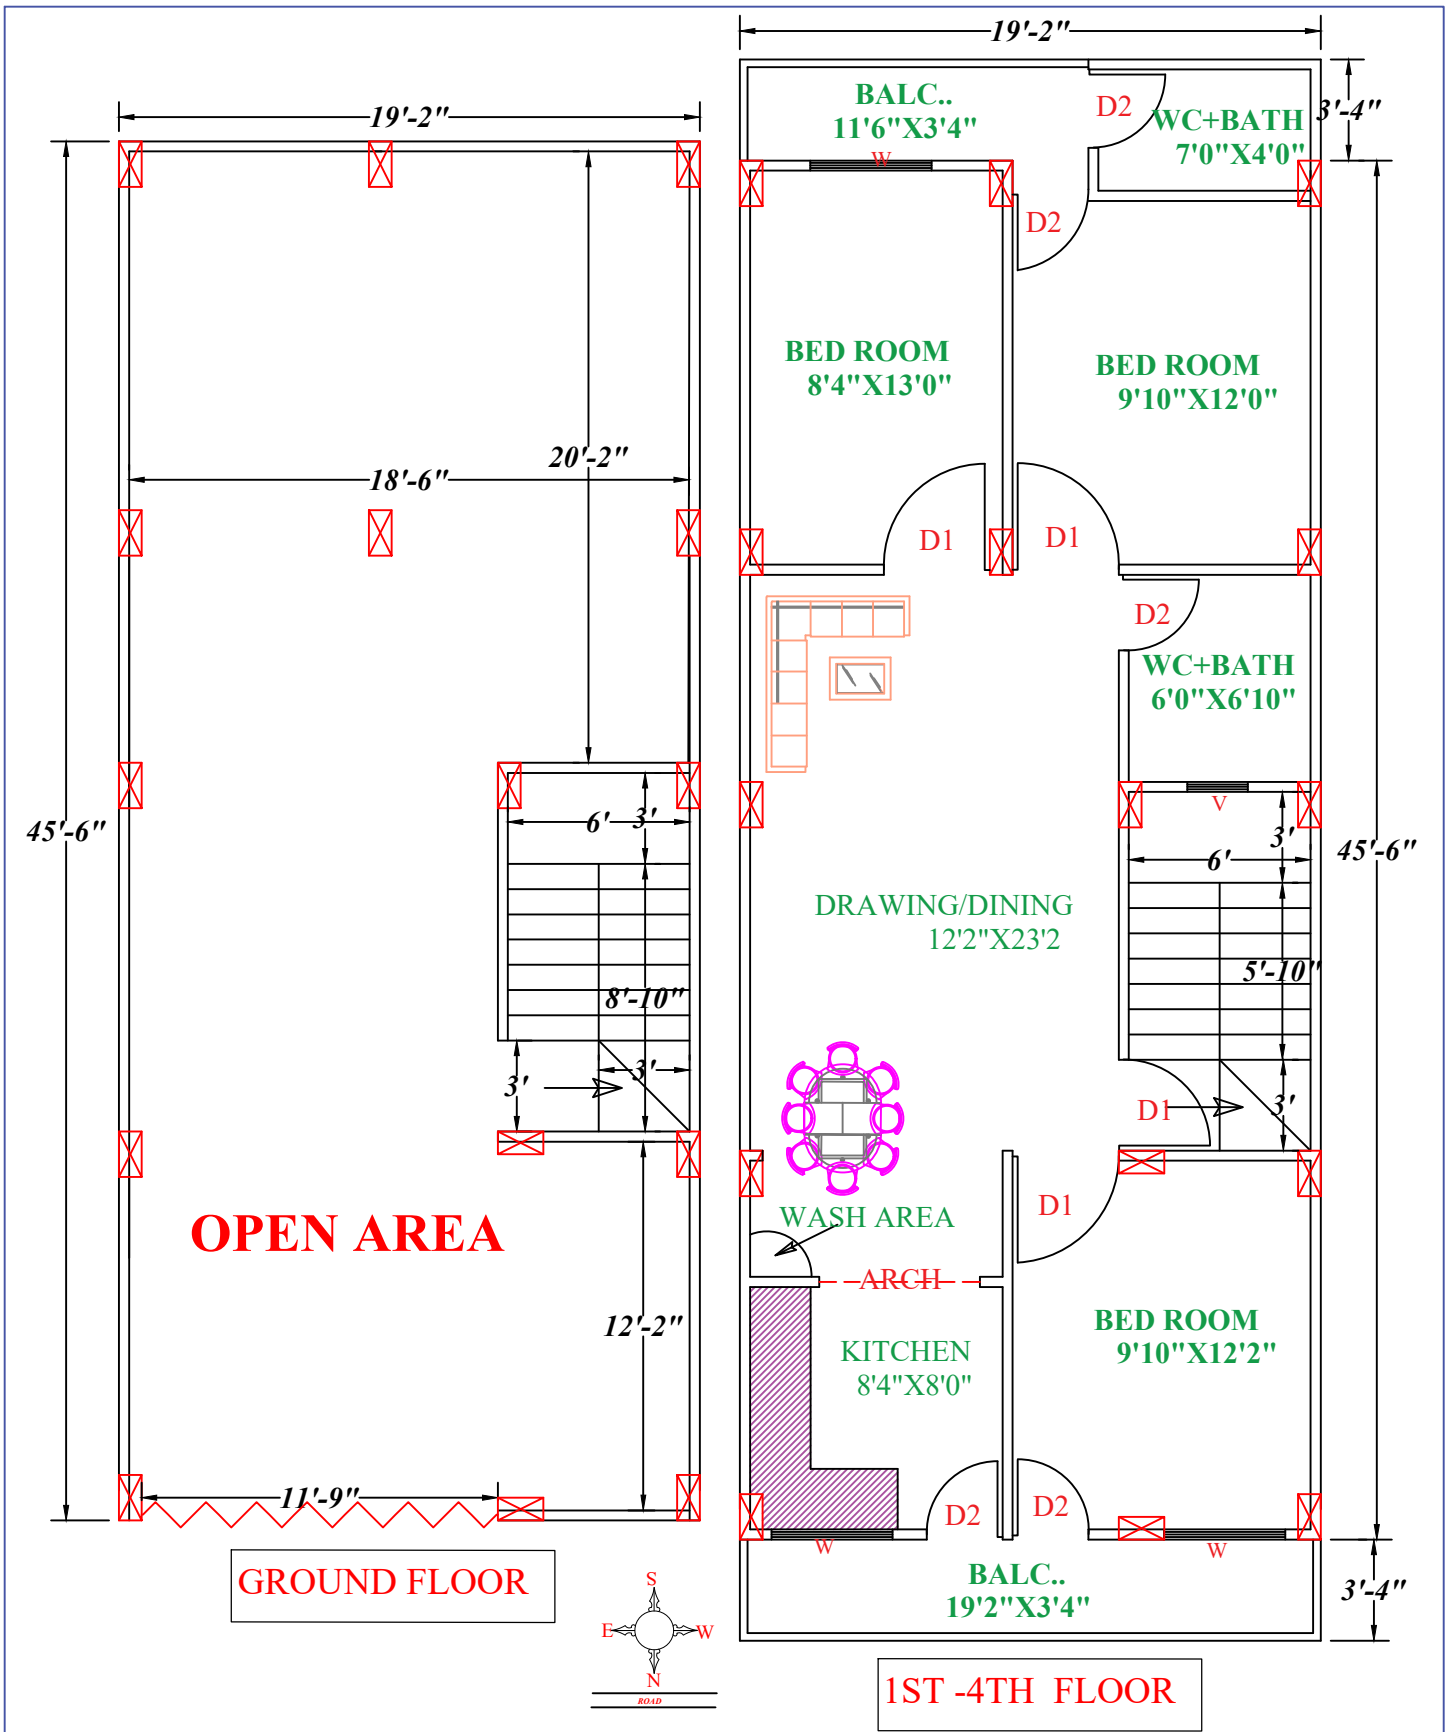 19'-2"
45'-6"
20'-2"
18'-6"
6'
3'
8'-10"
3'
3'
OPEN AREA
12'-2"
11'-9"
GROUND FLOOR
S
E
W
N
ROAD
19'-2"
3'-4"
BALC..
11'6"X3'4"
D2
WC+BATH
7'0"X4'0"
W
D2
BED ROOM
8'4"X13'0"
BED ROOM
9'10"X12'0"
D1
D1
D2
WC+BATH
6'0"X6'10"
V
3'
6'
45'-6"
DRAWING/DINING
12'2"X23'2
5'-10"
D1
3'
WASH AREA
D1
ARCH
KITCHEN
8'4"X8'0"
BED ROOM
9'10"X12'2"
D2
D2
W
W
BALC..
19'2"X3'4"
3'-4"
1ST -4TH FLOOR